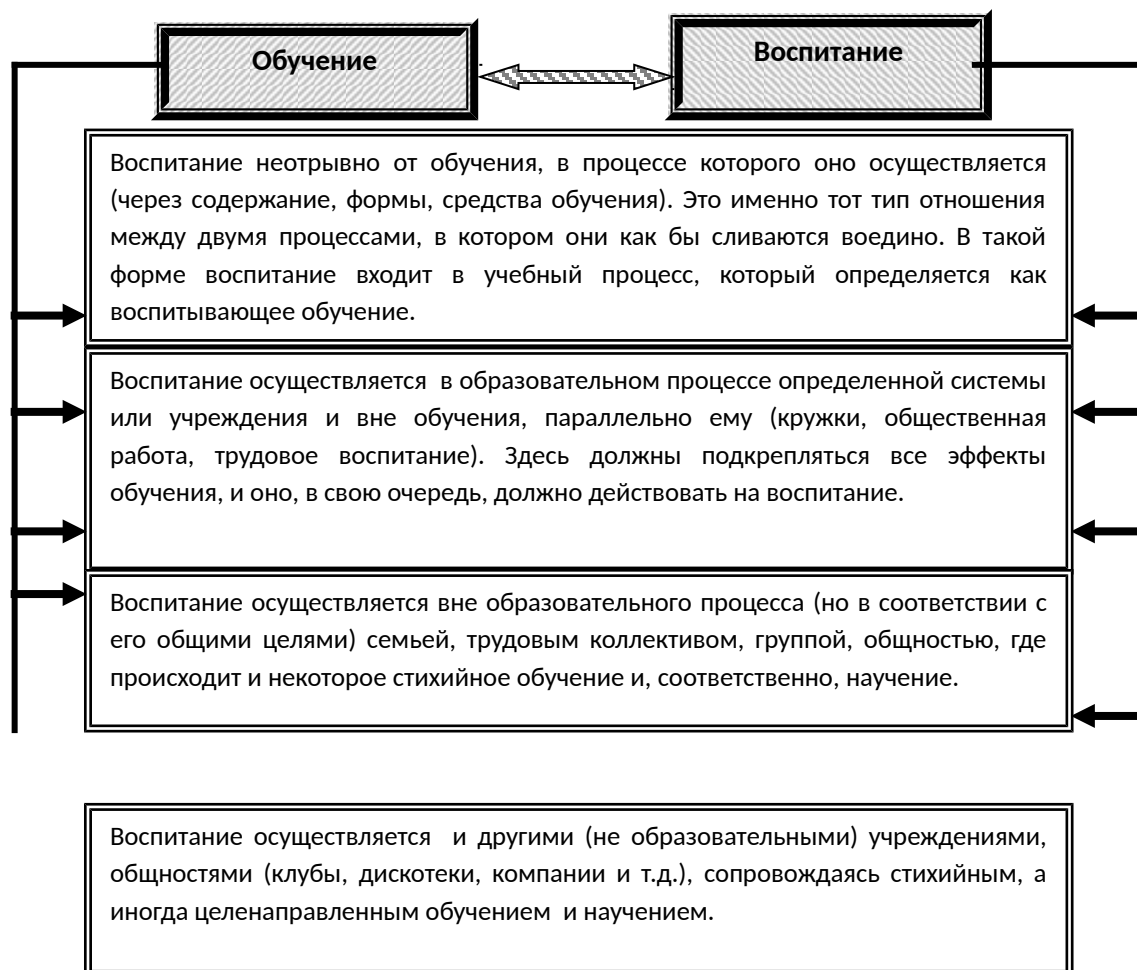 Обучение
Воспитание
Воспитание неотрывно от обучения, в процессе которого оно осуществляется
(через содержание, формы, средства обучения). Это именно тот тип отношения
между двумя процессами, в котором они как бы сливаются воедино. В такой
форме воспитание входит в учебный процесс, который определяется как
воспитывающее обучение.
Воспитание осуществляется в образовательном процессе определенной системы
или учреждения и вне обучения, параллельно ему (кружки, общественная
работа, трудовое воспитание). Здесь должны подкрепляться все эффекты
обучения, и оно, в свою очередь, должно действовать на воспитание.
Воспитание осуществляется вне образовательного процесса (но в соответствии с
его общими целями) семьей, трудовым коллективом, группой, общностью, где
происходит и некоторое стихийное обучение и, соответственно, научение.
Воспитание осуществляется и другими (не образовательными) учреждениями,
общностями (клубы, дискотеки, компании и т.д.), сопровождаясь стихийным, а
иногда целенаправленным обучением и научением.